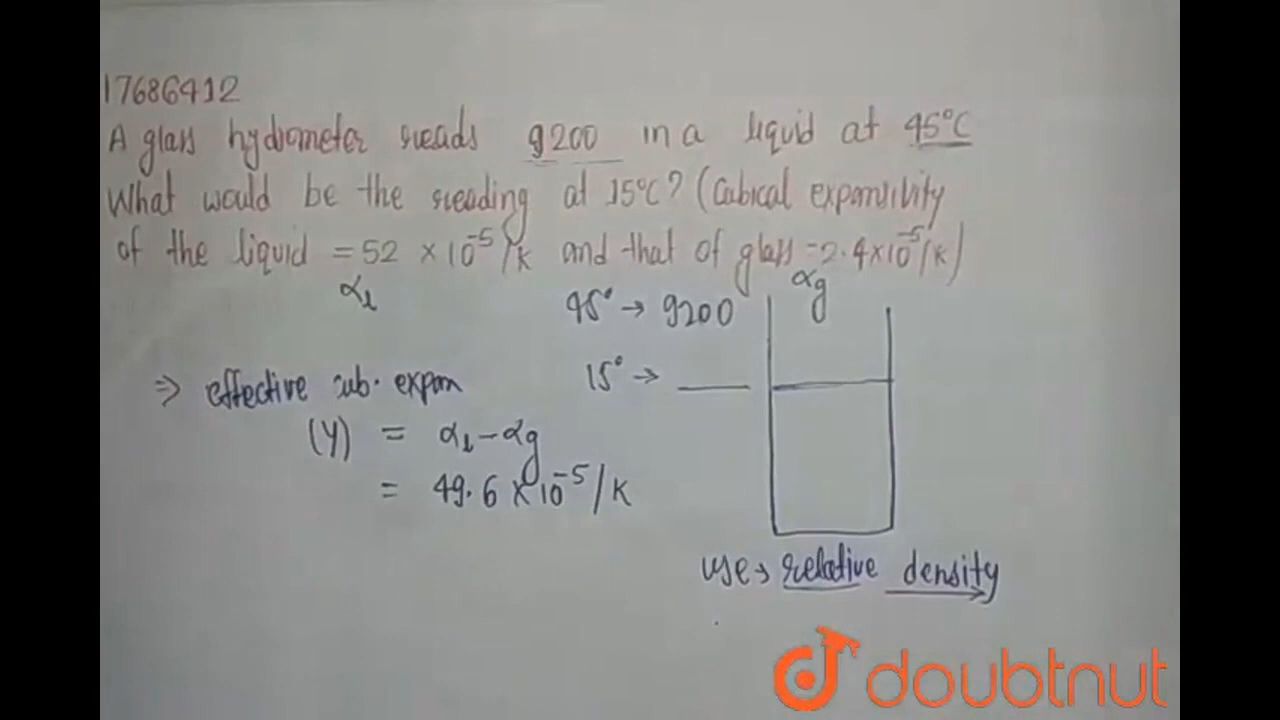 17686412
A glass hydrometer reads 9200 in a liquid at 45°C
What would be the reading at 15°C? (Cubical expansivity
of the liquid = 52 × 10⁻⁵/K and that of glass = 2.4×10⁻⁵/K)
αl
αg
45° → 9200
15° →
⇒ effective cub. expan
(γ) = αl - αg
= 49.6 × 10⁻⁵/K
use → relative density
doubtnut